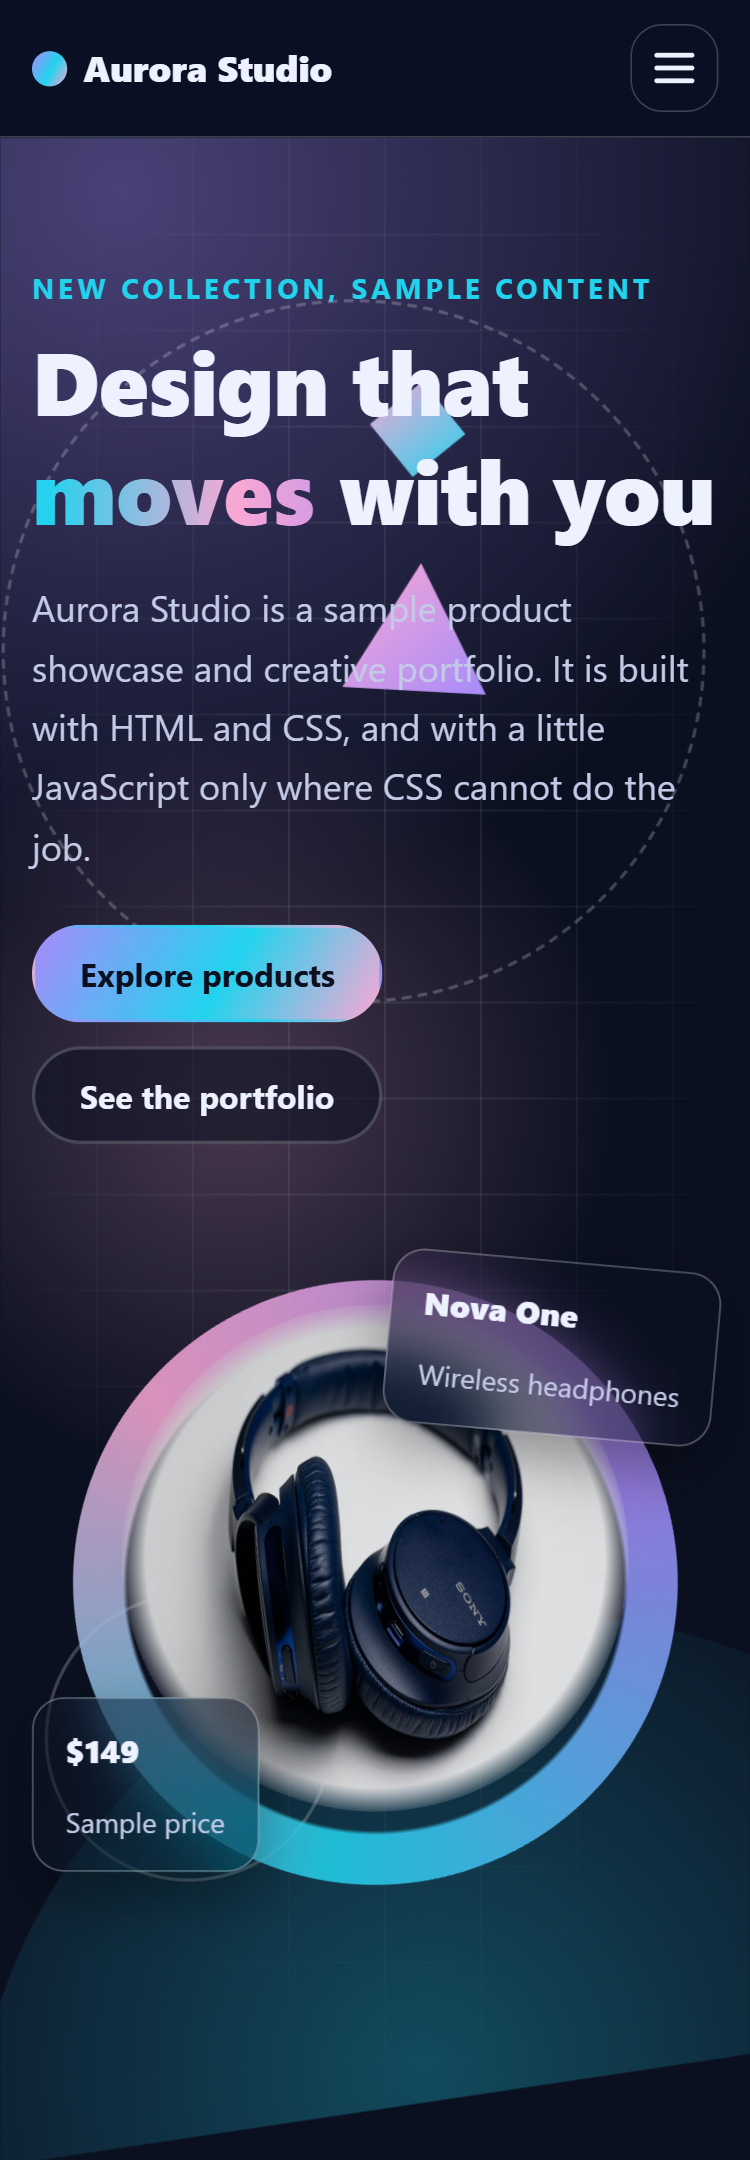 Aurora Studio
NEW COLLECTION, SAMPLE CONTENT
Design that
moves with you
Aurora Studio is a sample product
showcase and creative portfolio. It is built
with HTML and CSS, and with a little
JavaScript only where CSS cannot do the
job.
Explore products
See the portfolio
Nova One
Wireless headphones
SONY
$149
Sample price